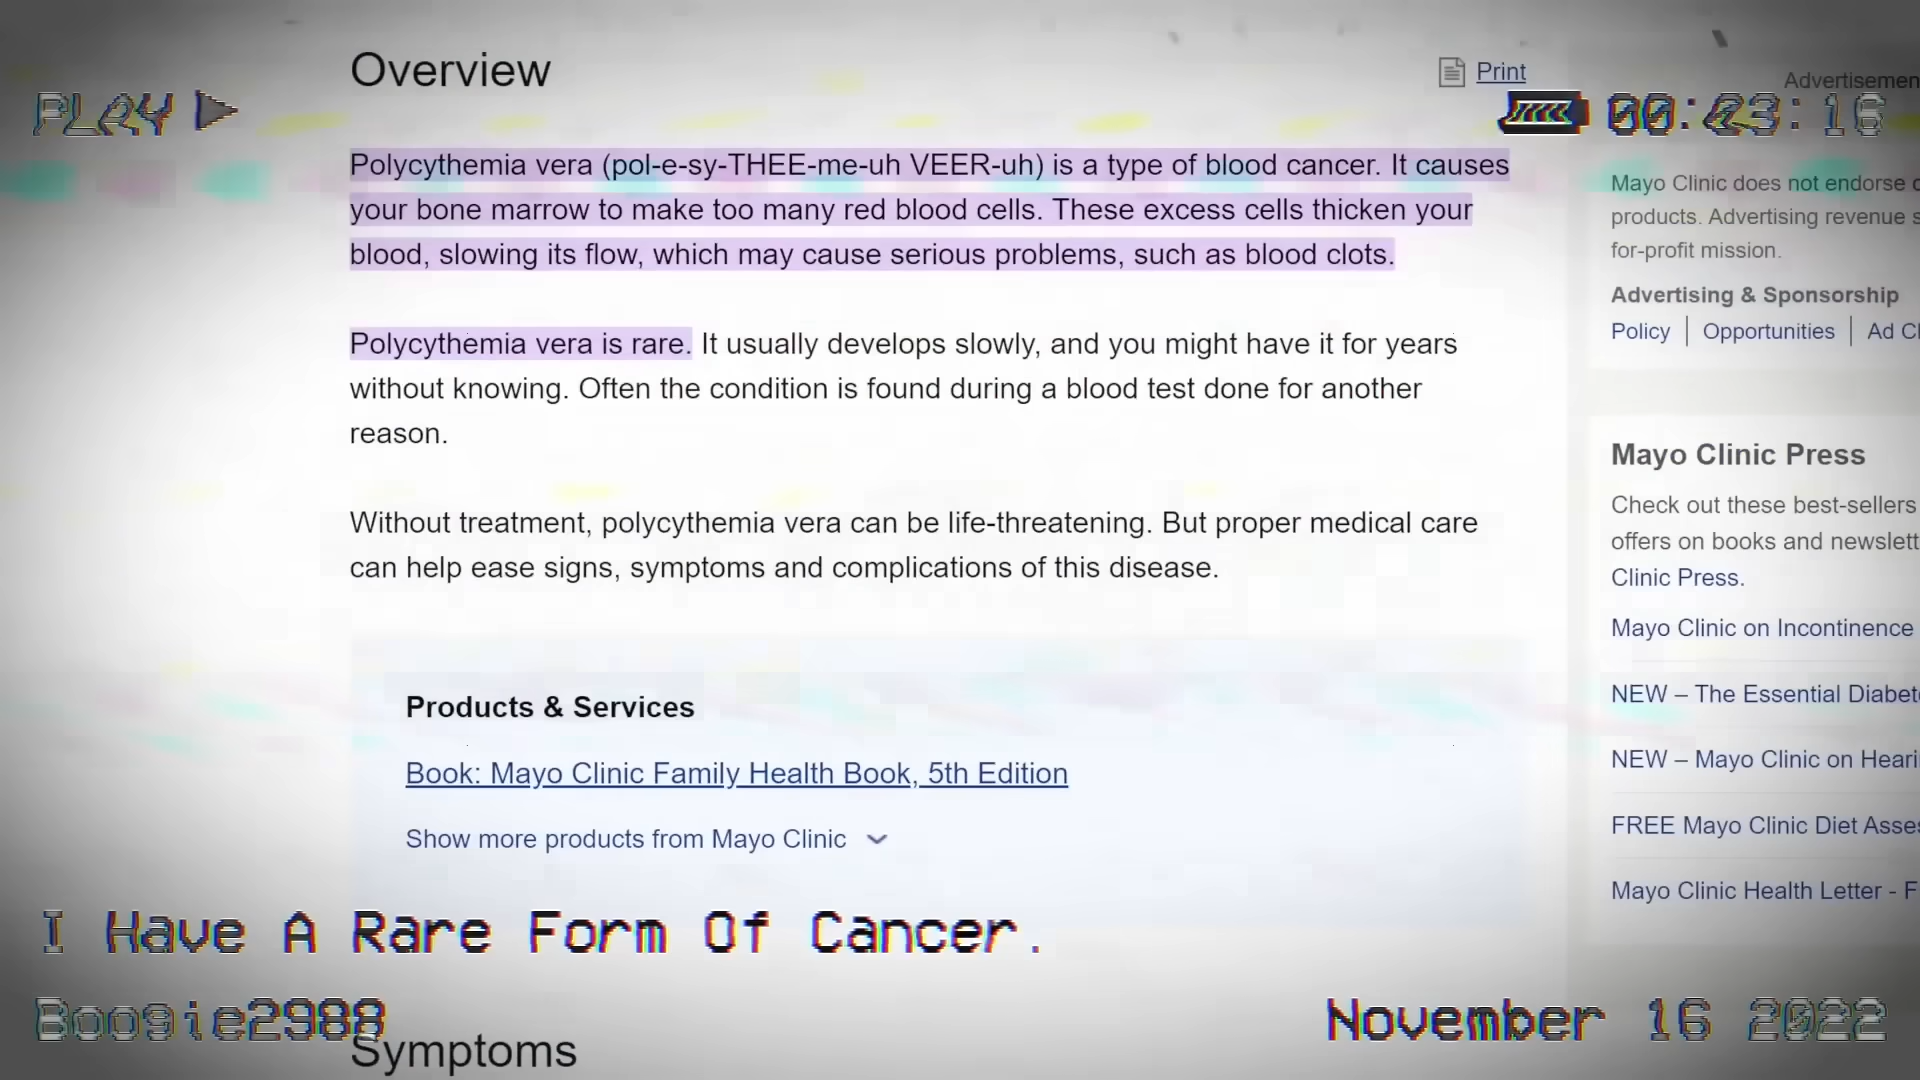 Overview
Print
Advertisemen
PLAY
00:23:16
Polycythemia vera (pol-e-sy-THEE-me-uh VEER-uh) is a type of blood cancer. It causes
your bone marrow to make too many red blood cells. These excess cells thicken your
blood, slowing its flow, which may cause serious problems, such as blood clots.
Polycythemia vera is rare. It usually develops slowly, and you might have it for years
without knowing. Often the condition is found during a blood test done for another
reason.
Without treatment, polycythemia vera can be life-threatening. But proper medical care
can help ease signs, symptoms and complications of this disease.
Products & Services
Book: Mayo Clinic Family Health Book, 5th Edition
Show more products from Mayo Clinic
Mayo Clinic does not endorse
products. Advertising revenue s
for-profit mission.
Advertising & Sponsorship
Policy | Opportunities | Ad C
Mayo Clinic Press
Check out these best-sellers
offers on books and newslett
Clinic Press.
Mayo Clinic on Incontinence
NEW – The Essential Diabet
NEW – Mayo Clinic on Heari
FREE Mayo Clinic Diet Asses
Mayo Clinic Health Letter - F
I Have A Rare Form Of Cancer.
Boogie2988
November 16 2022
Symptoms